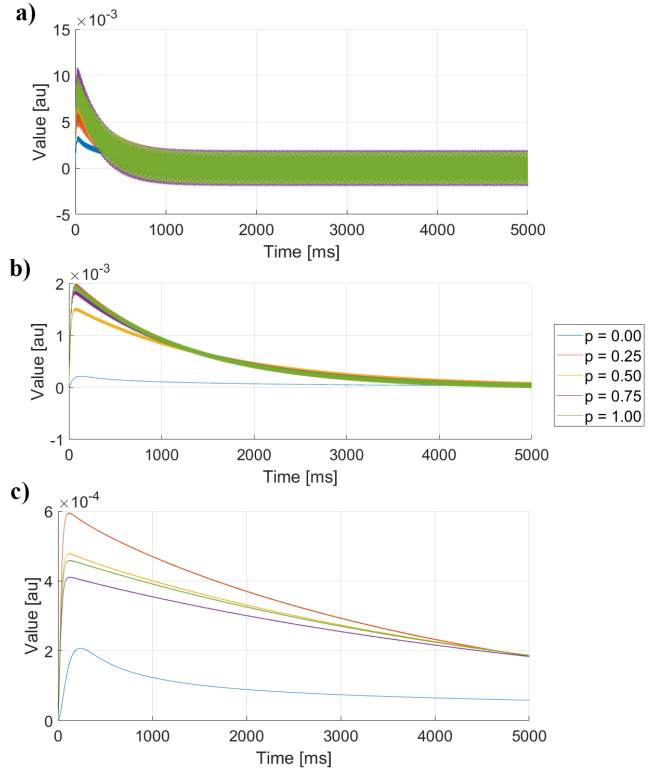 a)
×10⁻³
15
10
5
0
-5
Value [au]
0 1000 2000 3000 4000 5000
Time [ms]
b)
×10⁻³
2
1
0
-1
Value [au]
0 1000 2000 3000 4000 5000
Time [ms]
p = 0.00
p = 0.25
p = 0.50
p = 0.75
p = 1.00
c)
×10⁻⁴
6
4
2
0
Value [au]
0 1000 2000 3000 4000 5000
Time [ms]